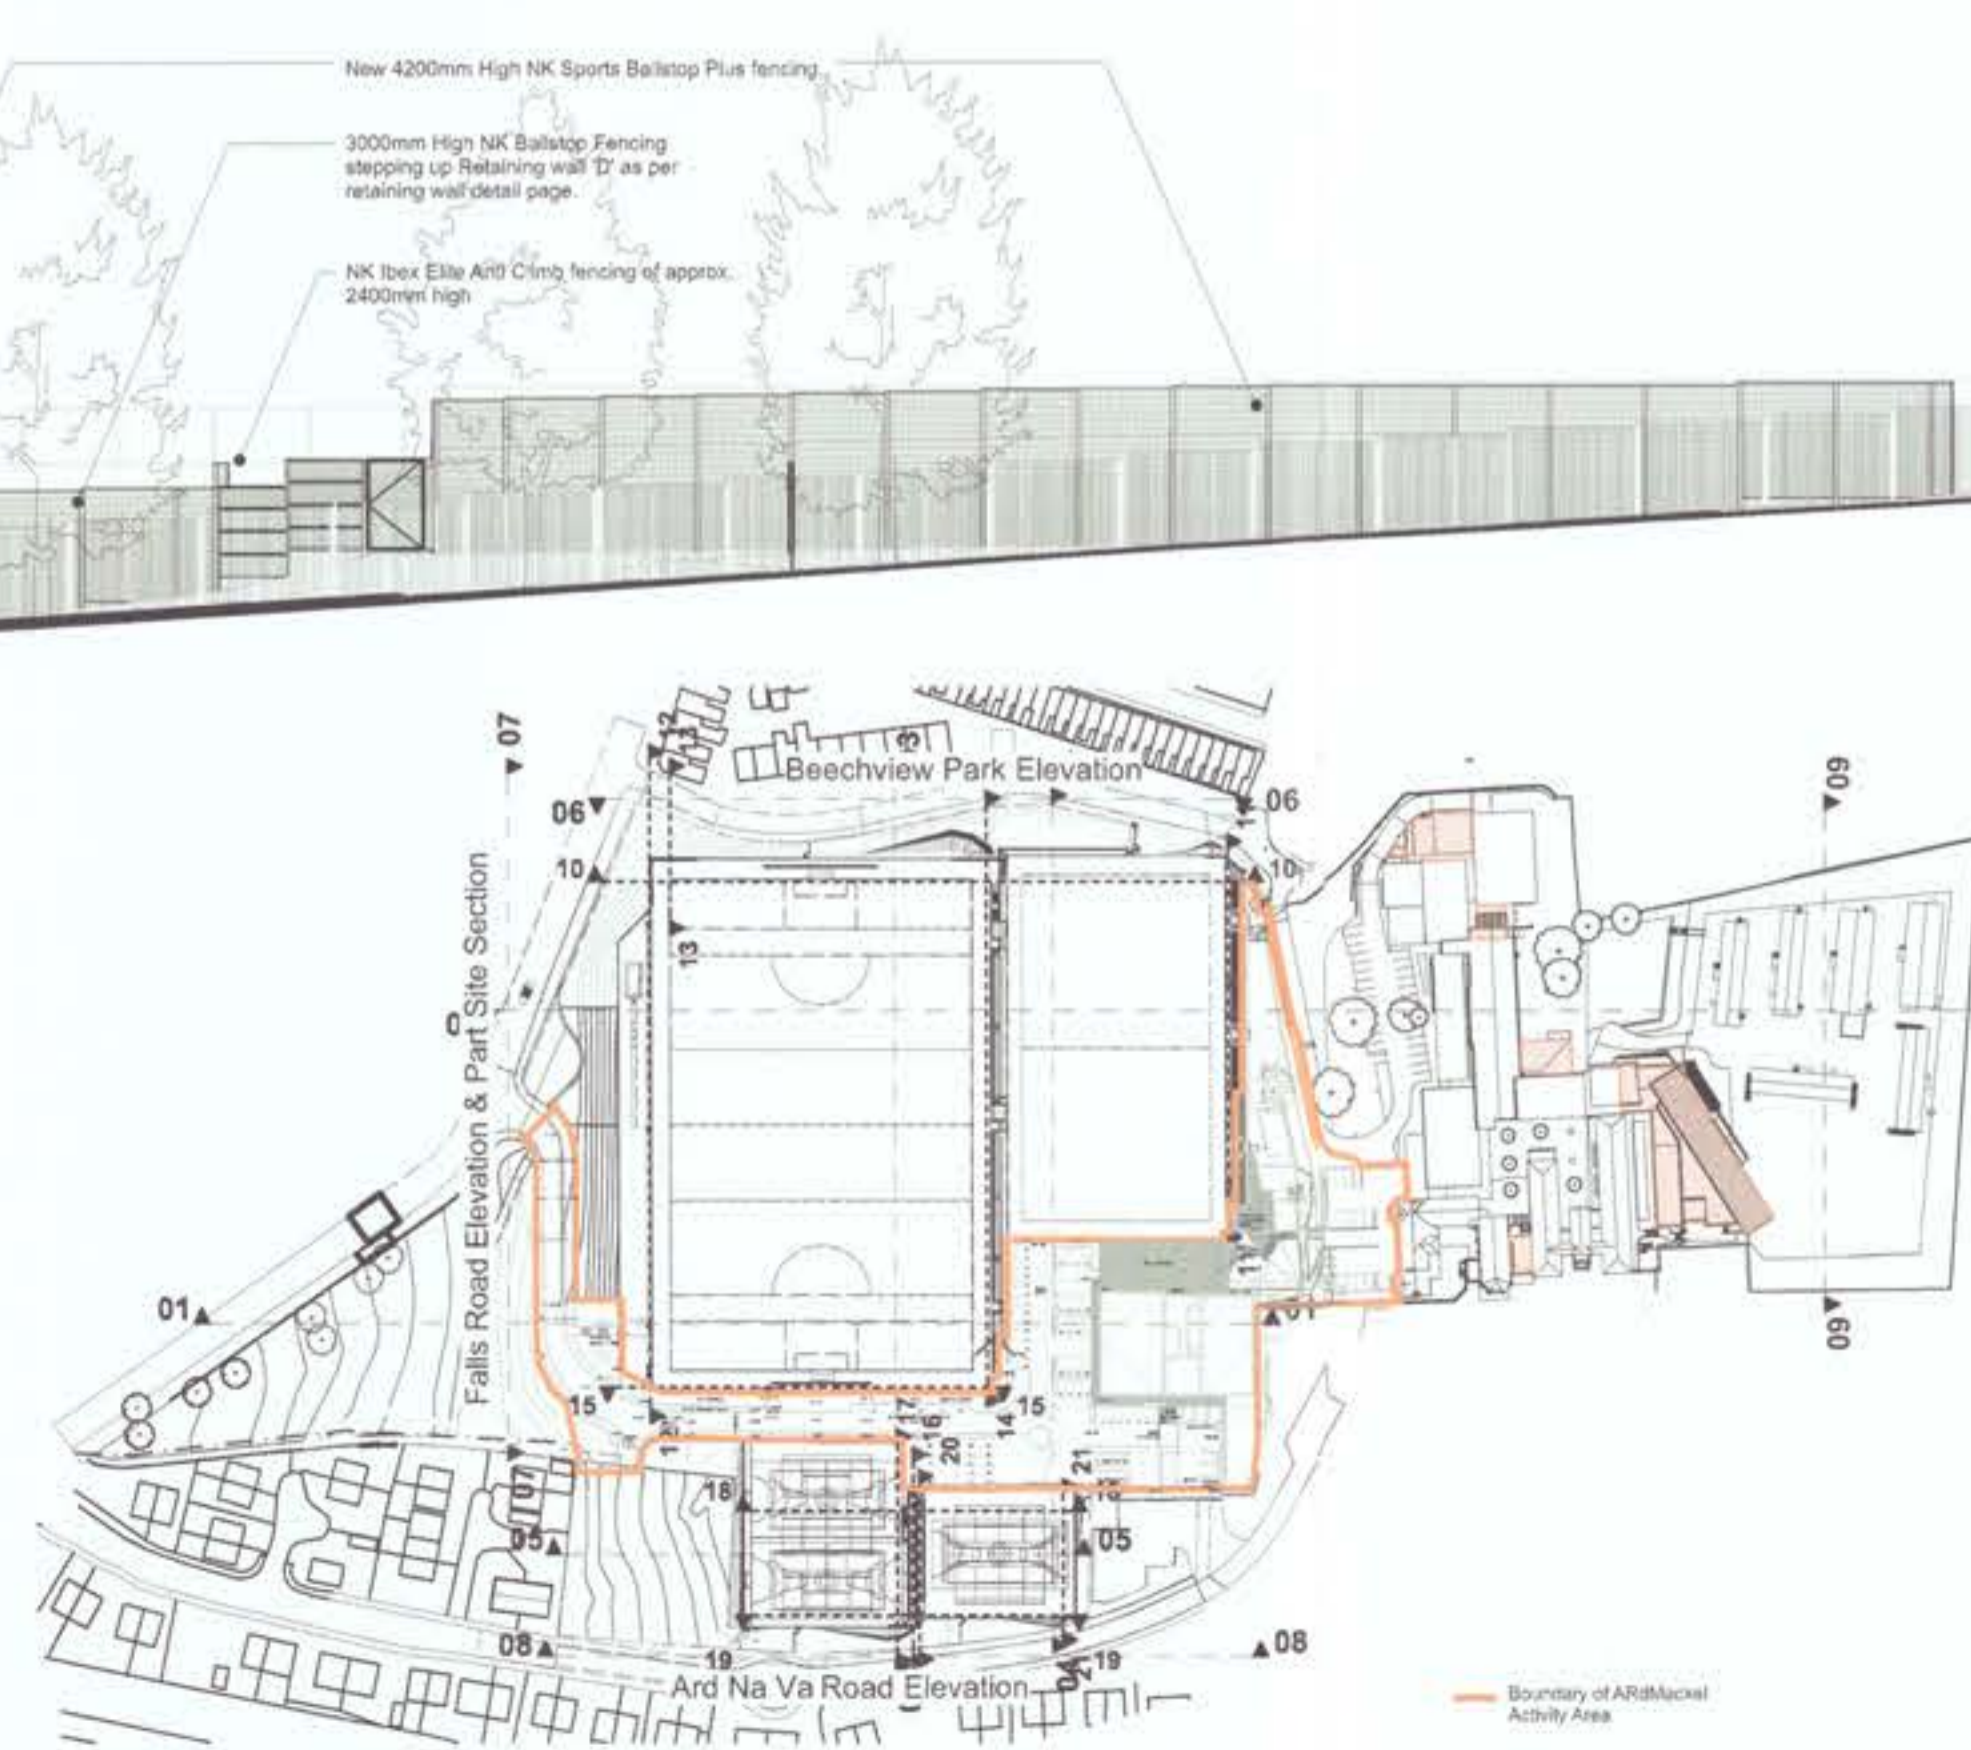 New 4200mm High NK Sports Ballstop Plus fencing
3000mm High NK Ballstop Fencing
stepping up Retaining wall 'D' as per
retaining wall detail page.
NK Ibex Elite Anti Climb fencing of approx.
2400mm high
07
12
13
Beechview Park Elevation
09
06
06
10
10
Falls Road Elevation & Part Site Section
13
01
09
15
15
17
16
20
14
21
18
07
05
05
08
08
19
19
Ard Na Va Road Elevation
Boundary of ARdMackel
Activity Area